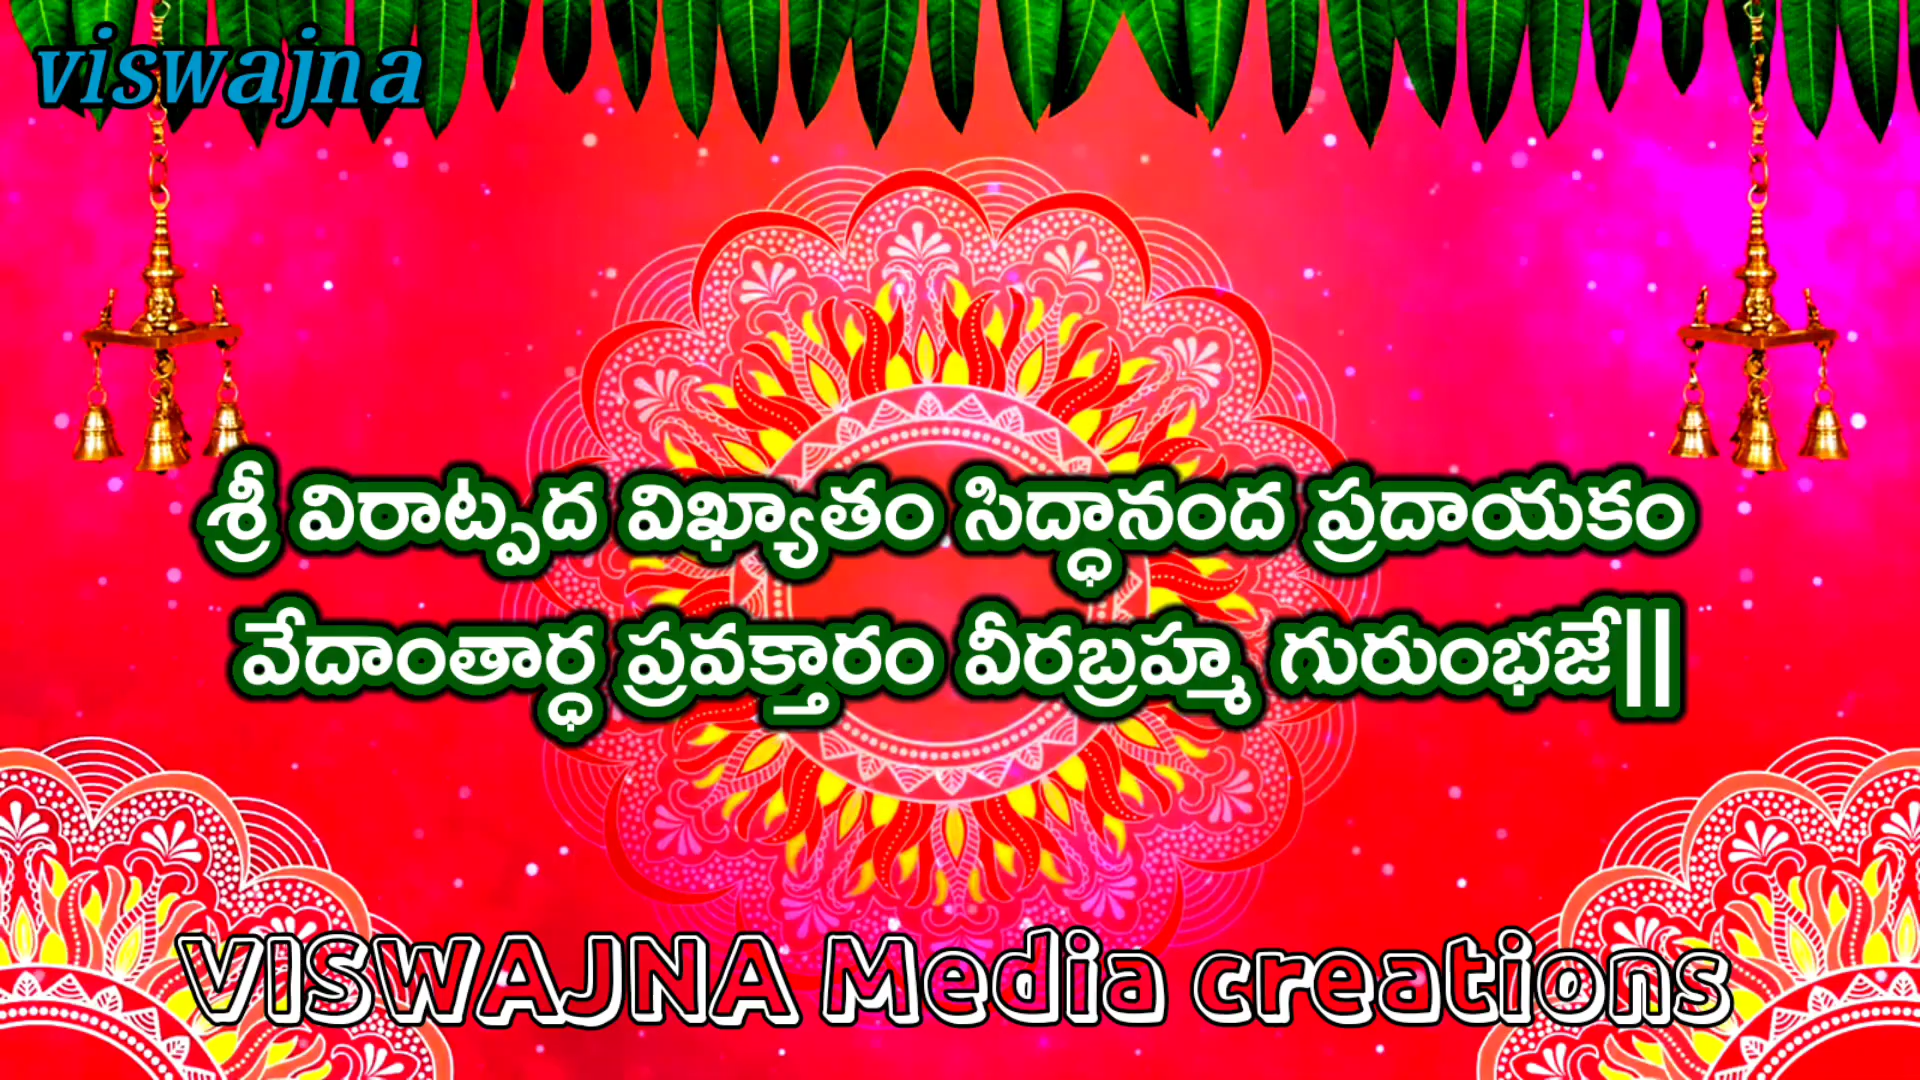 viswajna
శ్రీ విరాట్పద విఖ్యాతం సిద్ధానంద ప్రదాయకం
వేదాంతార్ధ ప్రవక్తారం వీరబ్రహ్మ గురుంభజే||
VISWAJNA Media creations